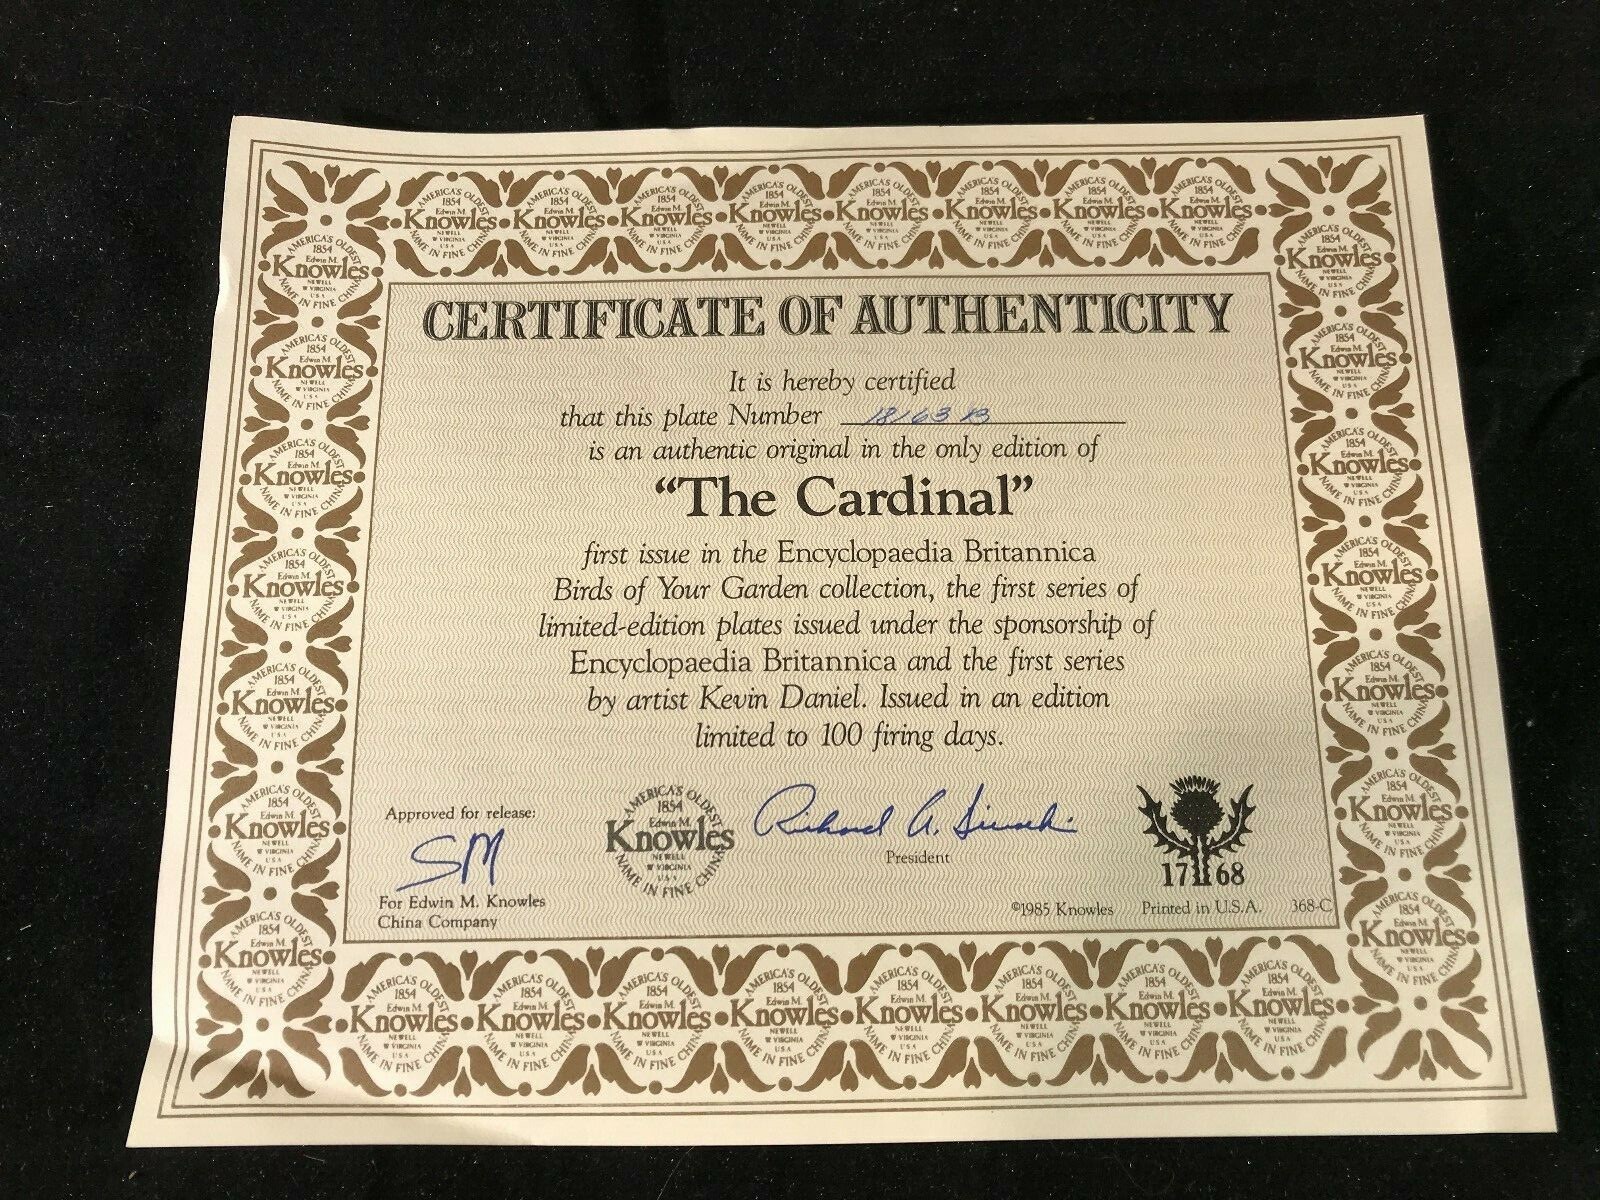 CERTIFICATE OF AUTHENTICITY
It is hereby certified
that this plate Number 18163 B
is an authentic original in the only edition of
“The Cardinal”
first issue in the Encyclopaedia Britannica
Birds of Your Garden collection, the first series of
limited-edition plates issued under the sponsorship of
Encyclopaedia Britannica and the first series
by artist Kevin Daniel. Issued in an edition
limited to 100 firing days.
Approved for release:
SM
For Edwin M. Knowles
China Company
AMERICA'S OLDEST
1854
Edwin M.
Knowles
NEWELL
W VIRGINIA
USA
NAME IN FINE CHINA
Richard A.
President
1768
©1985 Knowles Printed in U.S.A. 368-C